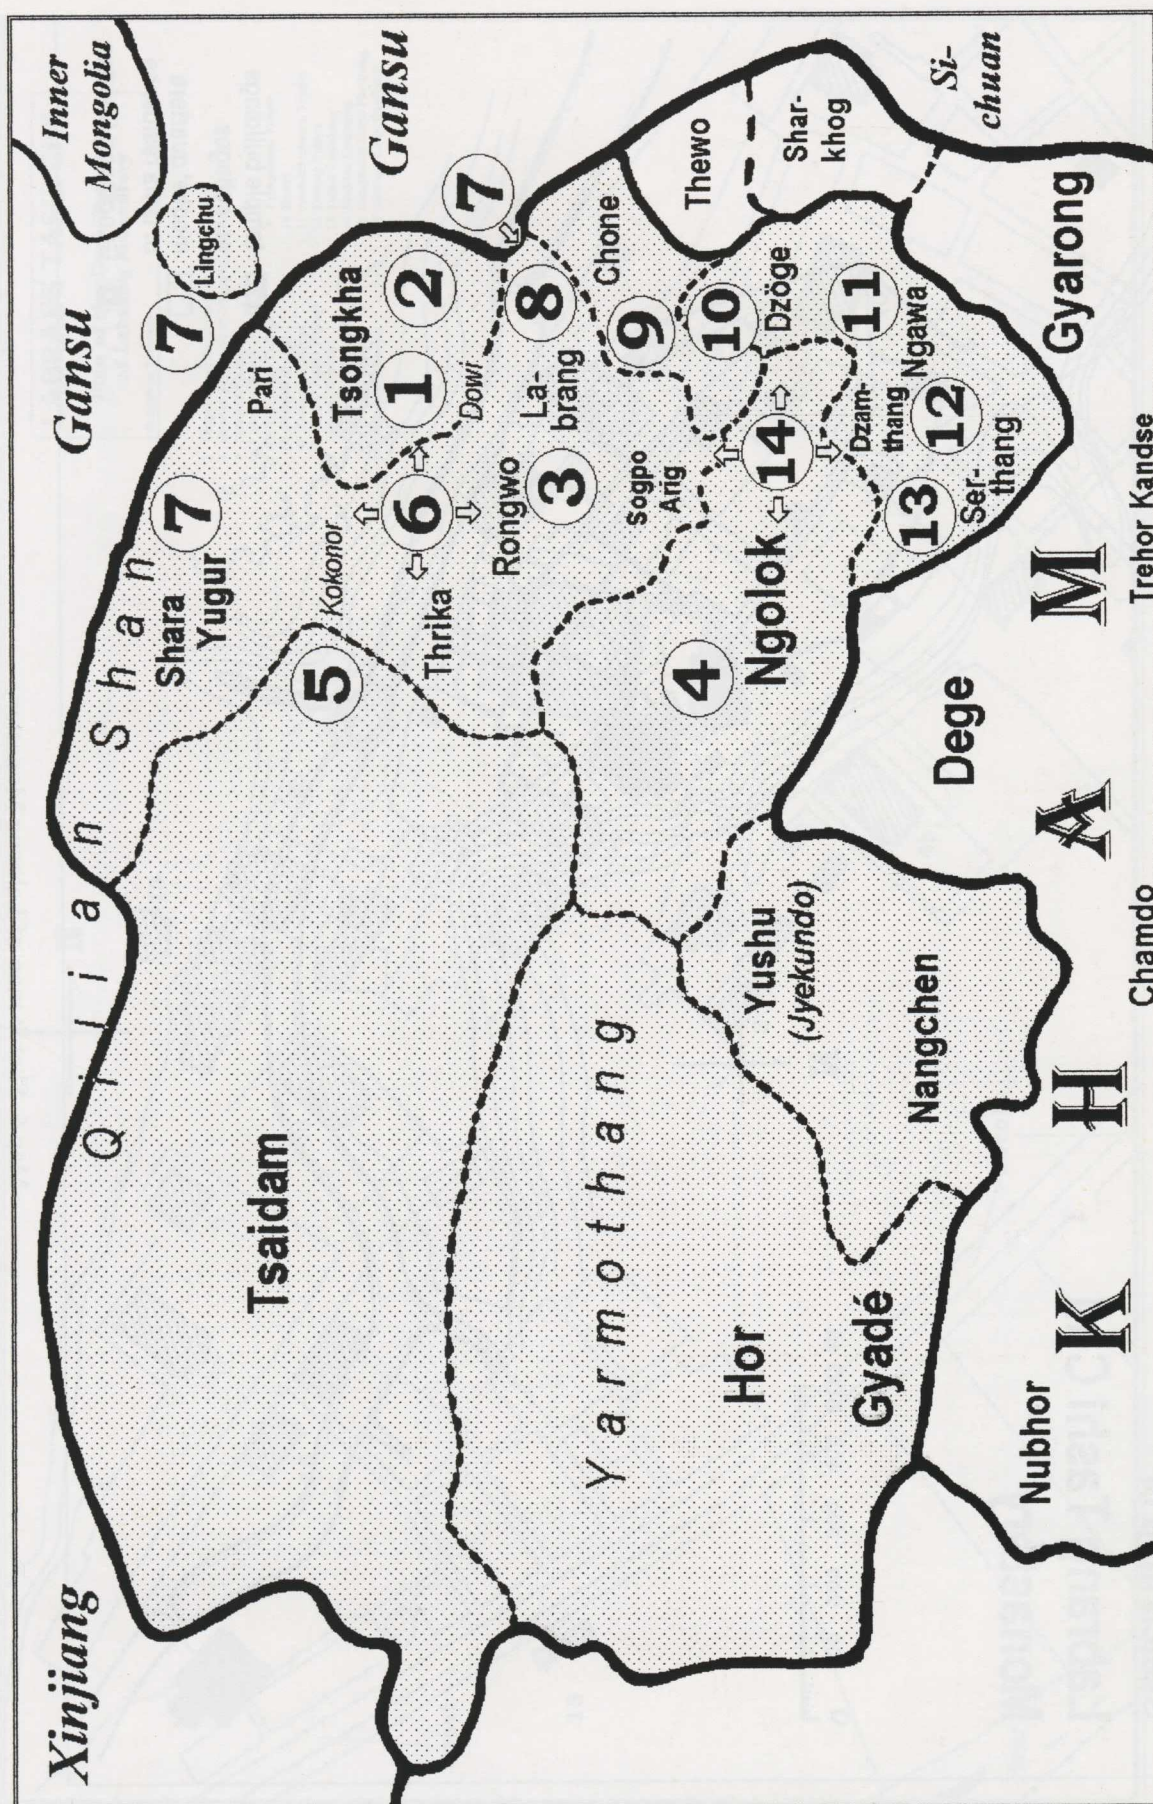 Xinjiang
Gansu
Inner
Mongolia
Gansu
Si-
chuan
Qilian Shan
Lingchu
7
7
7
Shara
Yugur
Pari
Tsongkha
1
2
Kokonor
5
6
Dowi
Thrika
Tsaidam
Rongwo
3
La-
brang
8
Chone
9
Thewo
Shar-
khog
Sogpo
Arig
10
Dzöge
14
4
Ngolok
11
Ngawa
Dzam-
thang
12
13
Ser-
thang
Yarmothang
Hor
Gyadé
Yushu
(Jyekundo)
Nangchen
Dege
Gyarong
Nubhor
KHAM
Chamdo
Trehor Kandse